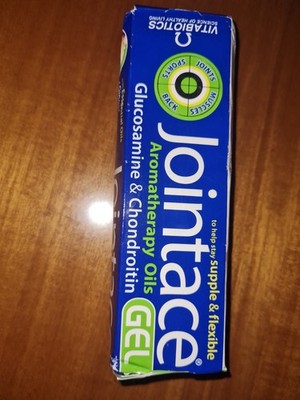 VITABIOTICS
SCIENCE OF HEALTHY LIVING
JOINTS
MUSCLES
BACK
SPORTS
to help stay supple & flexible
Jointace®
Aromatherapy Oils
Glucosamine & Chondroitin
GEL